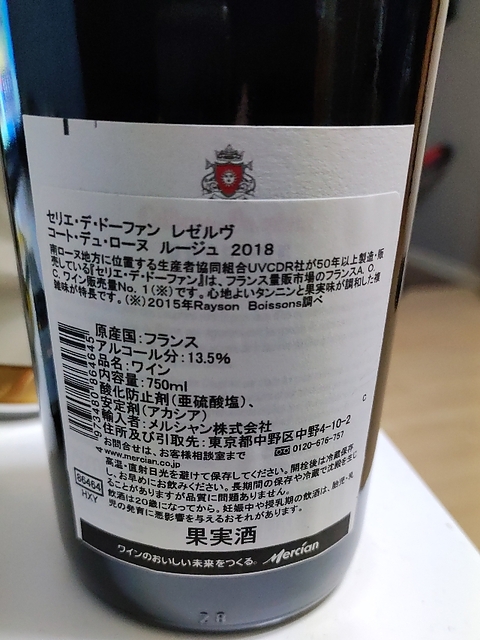 セリエ・デ・ドーファン レゼルヴ
コート・デュ・ローヌ ルージュ 2018
南ローヌ地方に位置する生産者協同組合UVCDR社が50年以上製造・販
売している『セリエ・デ・ドーファン』は、フランス量販市場のフランスA. O.
C. ワイン販売量No. 1(※)です。心地よいタンニンと果実味が調和した複
雑味が特長です。(※)2015年Rayson Boissons調べ
原産国:フランス
アルコール分:13.5%
品名:ワイン
内容量:750ml
酸化防止剤(亜硫酸塩)、
安定剤(アカシア)
輸入者:メルシャン株式会社
住所及び引取先:東京都中野区中野4-10-2
お問合せは、お客様相談室まで 0120-676-757
www.mercian.co.jp
高温・直射日光を避けて保存してください。開栓後は冷蔵保存
し、お早めにお飲みください。長期間の保存や冷蔵で沈殿を生じ
ることがありますが品質に問題ありません。
飲酒は20歳になってから。妊娠中や授乳期の飲酒は、胎児・乳
児の発育に悪影響を与えるおそれがあります。
4 973480 864645
86464
HXY
C
果実酒
ワインのおいしい未来をつくる。 Mercian
28